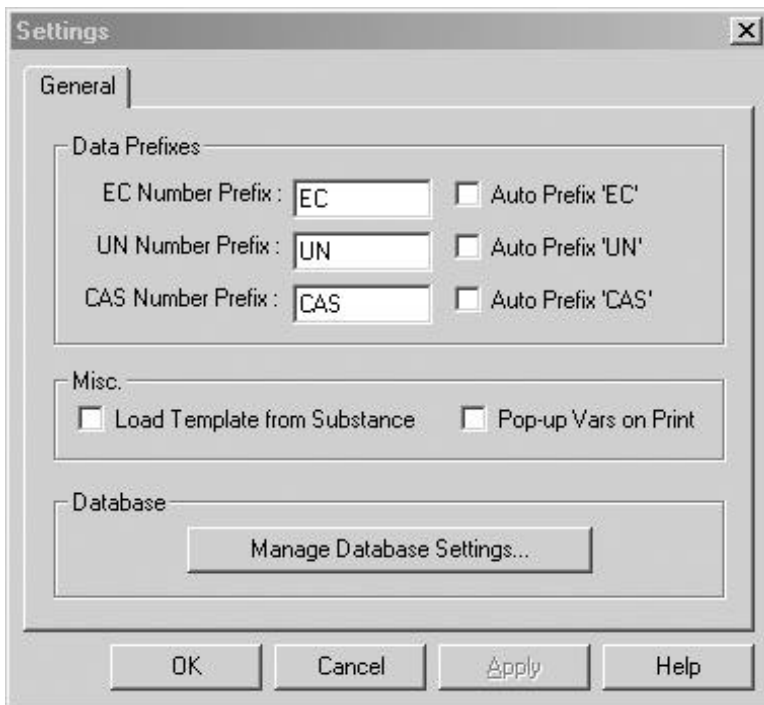 Settings
General
Data Prefixes
EC Number Prefix : EC Auto Prefix 'EC'
UN Number Prefix : UN Auto Prefix 'UN'
CAS Number Prefix : CAS Auto Prefix 'CAS'
Misc.
Load Template from Substance Pop-up Vars on Print
Database
Manage Database Settings...
OK Cancel Apply Help